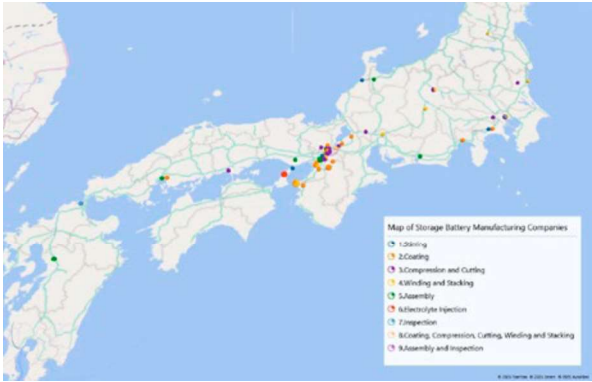 Map of Storage Battery Manufacturing Companies
1.Stirring
2.Coating
3.Compression and Cutting
4.Winding and Stacking
5.Assembly
6.Electrolyte Injection
7.Inspection
8.Coating, Compression, Cutting, Winding and Stacking
9.Assembly and Inspection